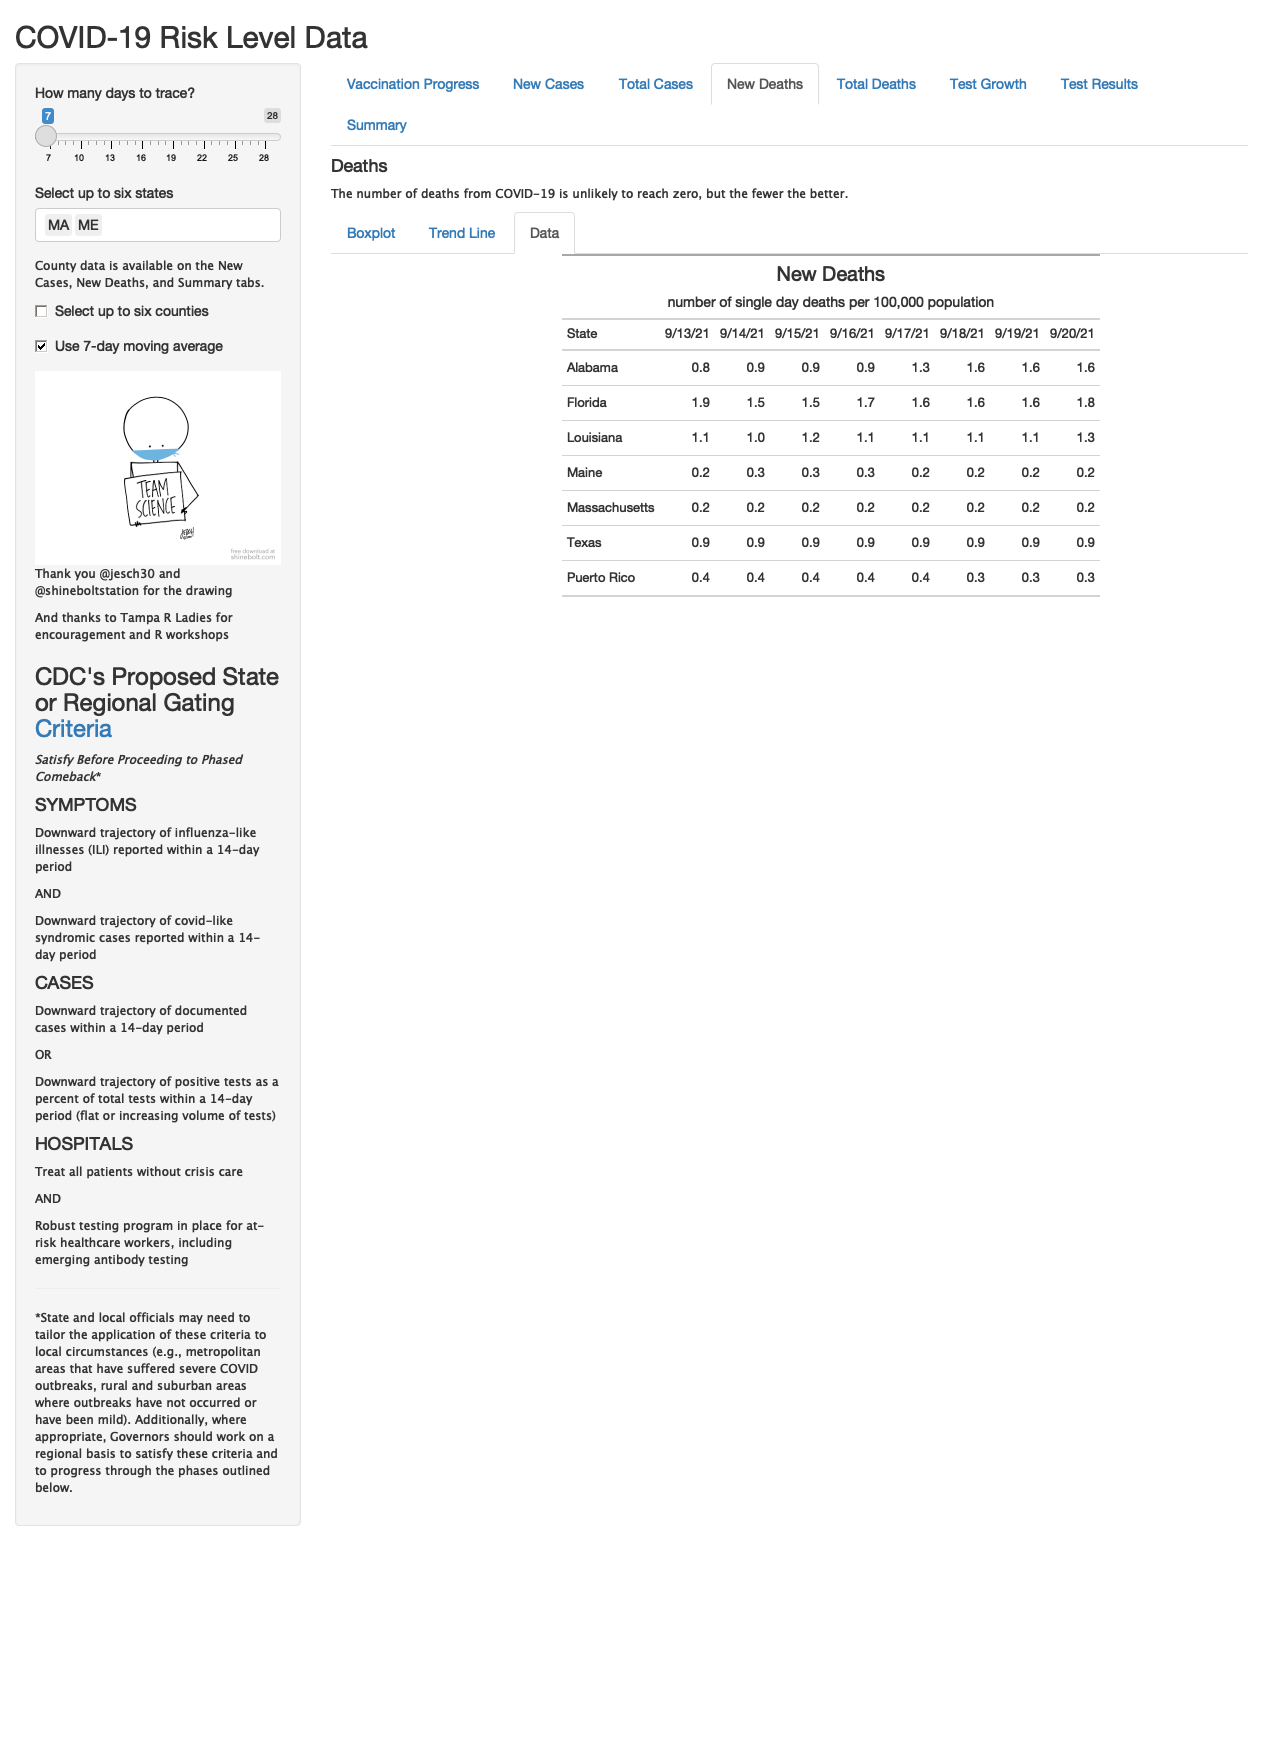 COVID-19 Risk Level Data
How many days to trace?
7 28
7 10 13 16 19 22 25 28
Select up to six states
MA ME
County data is available on the New
Cases, New Deaths, and Summary tabs.
Select up to six counties
Use 7-day moving average
TEAM
SCIENCE
free download at
shinebolt.com
Thank you @jesch30 and
@shineboltstation for the drawing
And thanks to Tampa R Ladies for
encouragement and R workshops
CDC's Proposed State
or Regional Gating
Criteria
Satisfy Before Proceeding to Phased
Comeback*
SYMPTOMS
Downward trajectory of influenza-like
illnesses (ILI) reported within a 14-day
period
AND
Downward trajectory of covid-like
syndromic cases reported within a 14-
day period
CASES
Downward trajectory of documented
cases within a 14-day period
OR
Downward trajectory of positive tests as a
percent of total tests within a 14-day
period (flat or increasing volume of tests)
HOSPITALS
Treat all patients without crisis care
AND
Robust testing program in place for at-
risk healthcare workers, including
emerging antibody testing
*State and local officials may need to
tailor the application of these criteria to
local circumstances (e.g., metropolitan
areas that have suffered severe COVID
outbreaks, rural and suburban areas
where outbreaks have not occurred or
have been mild). Additionally, where
appropriate, Governors should work on a
regional basis to satisfy these criteria and
to progress through the phases outlined
below.
Vaccination Progress New Cases Total Cases New Deaths Total Deaths Test Growth Test Results
Summary
Deaths
The number of deaths from COVID-19 is unlikely to reach zero, but the fewer the better.
Boxplot Trend Line Data
New Deaths
number of single day deaths per 100,000 population
State 9/13/21 9/14/21 9/15/21 9/16/21 9/17/21 9/18/21 9/19/21 9/20/21
Alabama 0.8 0.9 0.9 0.9 1.3 1.6 1.6 1.6
Florida 1.9 1.5 1.5 1.7 1.6 1.6 1.6 1.8
Louisiana 1.1 1.0 1.2 1.1 1.1 1.1 1.1 1.3
Maine 0.2 0.3 0.3 0.3 0.2 0.2 0.2 0.2
Massachusetts 0.2 0.2 0.2 0.2 0.2 0.2 0.2 0.2
Texas 0.9 0.9 0.9 0.9 0.9 0.9 0.9 0.9
Puerto Rico 0.4 0.4 0.4 0.4 0.4 0.3 0.3 0.3